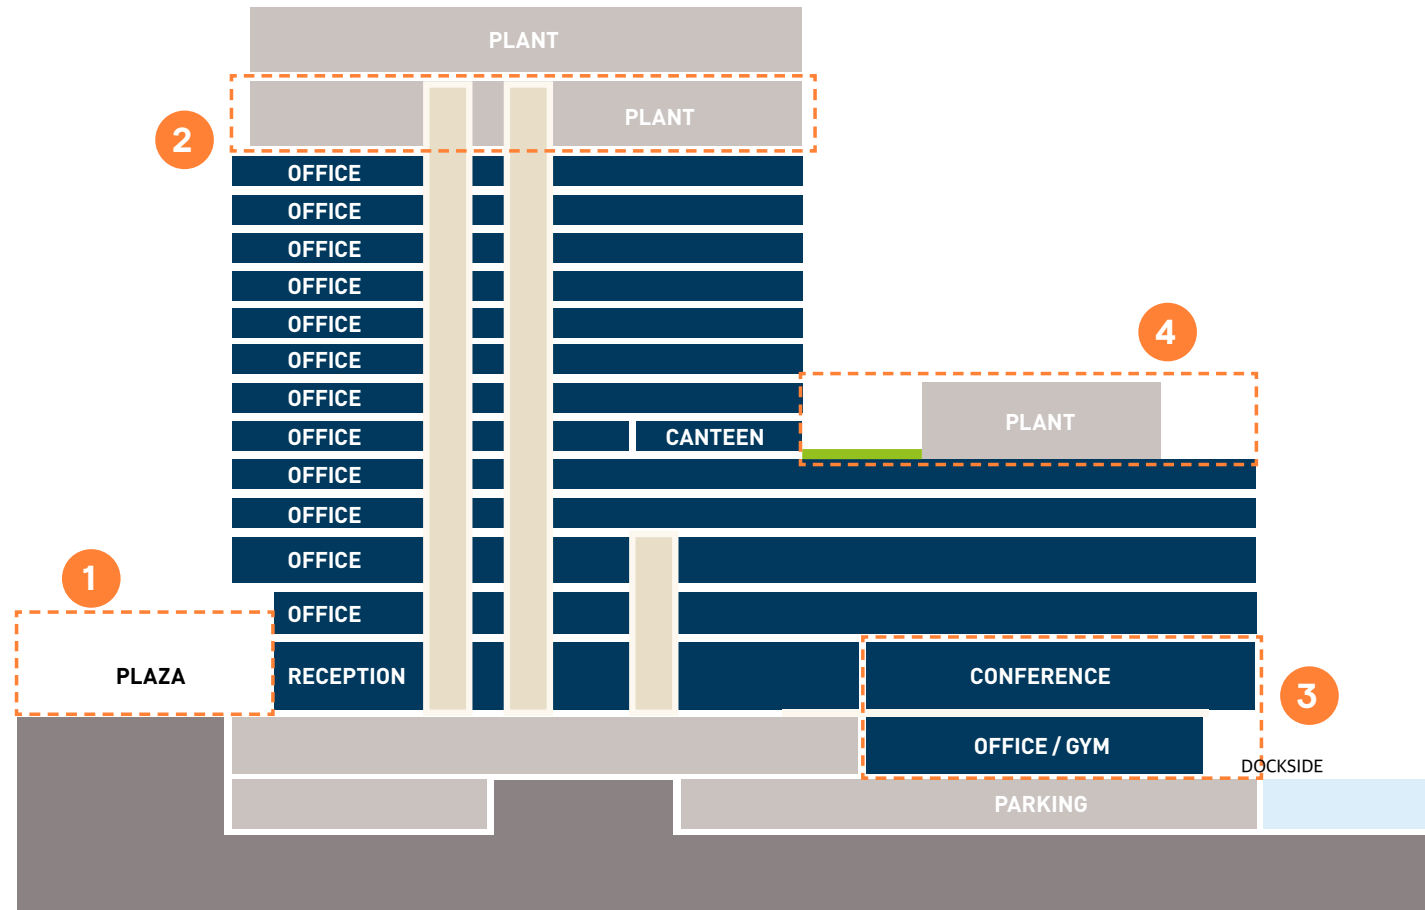 PLANT
PLANT
2
OFFICE
OFFICE
OFFICE
OFFICE
OFFICE
4
OFFICE
OFFICE
PLANT
OFFICE
CANTEEN
OFFICE
OFFICE
OFFICE
1
OFFICE
PLAZA
RECEPTION
CONFERENCE
3
OFFICE / GYM
DOCKSIDE
PARKING